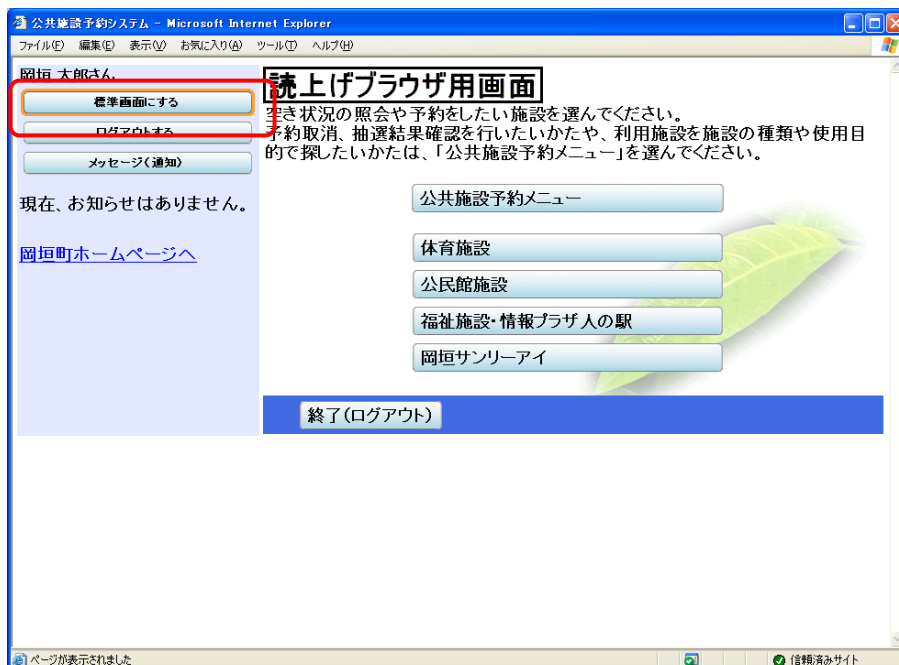 公共施設予約システム - Microsoft Internet Explorer
ファイル(F) 編集(E) 表示(V) お気に入り(A) ツール(T) ヘルプ(H)
岡垣 太郎さん
標準画面にする
ログアウトする
メッセージ(通知)
現在、お知らせはありません。
岡垣町ホームページへ
読上げブラウザ用画面
空き状況の照会や予約をしたい施設を選んでください。
予約取消、抽選結果確認を行いたいかたや、利用施設を施設の種類や使用目
的で探したいかたは、「公共施設予約メニュー」を選んでください。
公共施設予約メニュー
体育施設
公民館施設
福祉施設・情報プラザ人の駅
岡垣サンリーアイ
終了(ログアウト)
ページが表示されました
信頼済みサイト